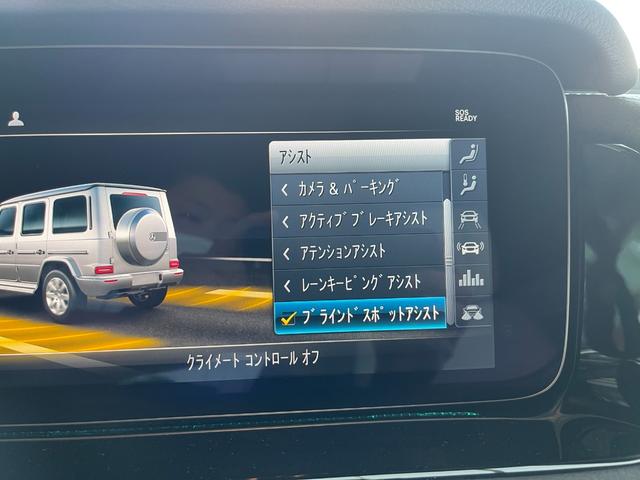 SOS
READY
アシスト
カメラ & パーキング
アクティブブレーキアシスト
アテンションアシスト
レーンキーピングアシスト
ブラインドスポットアシスト
クライメート コントロール オフ